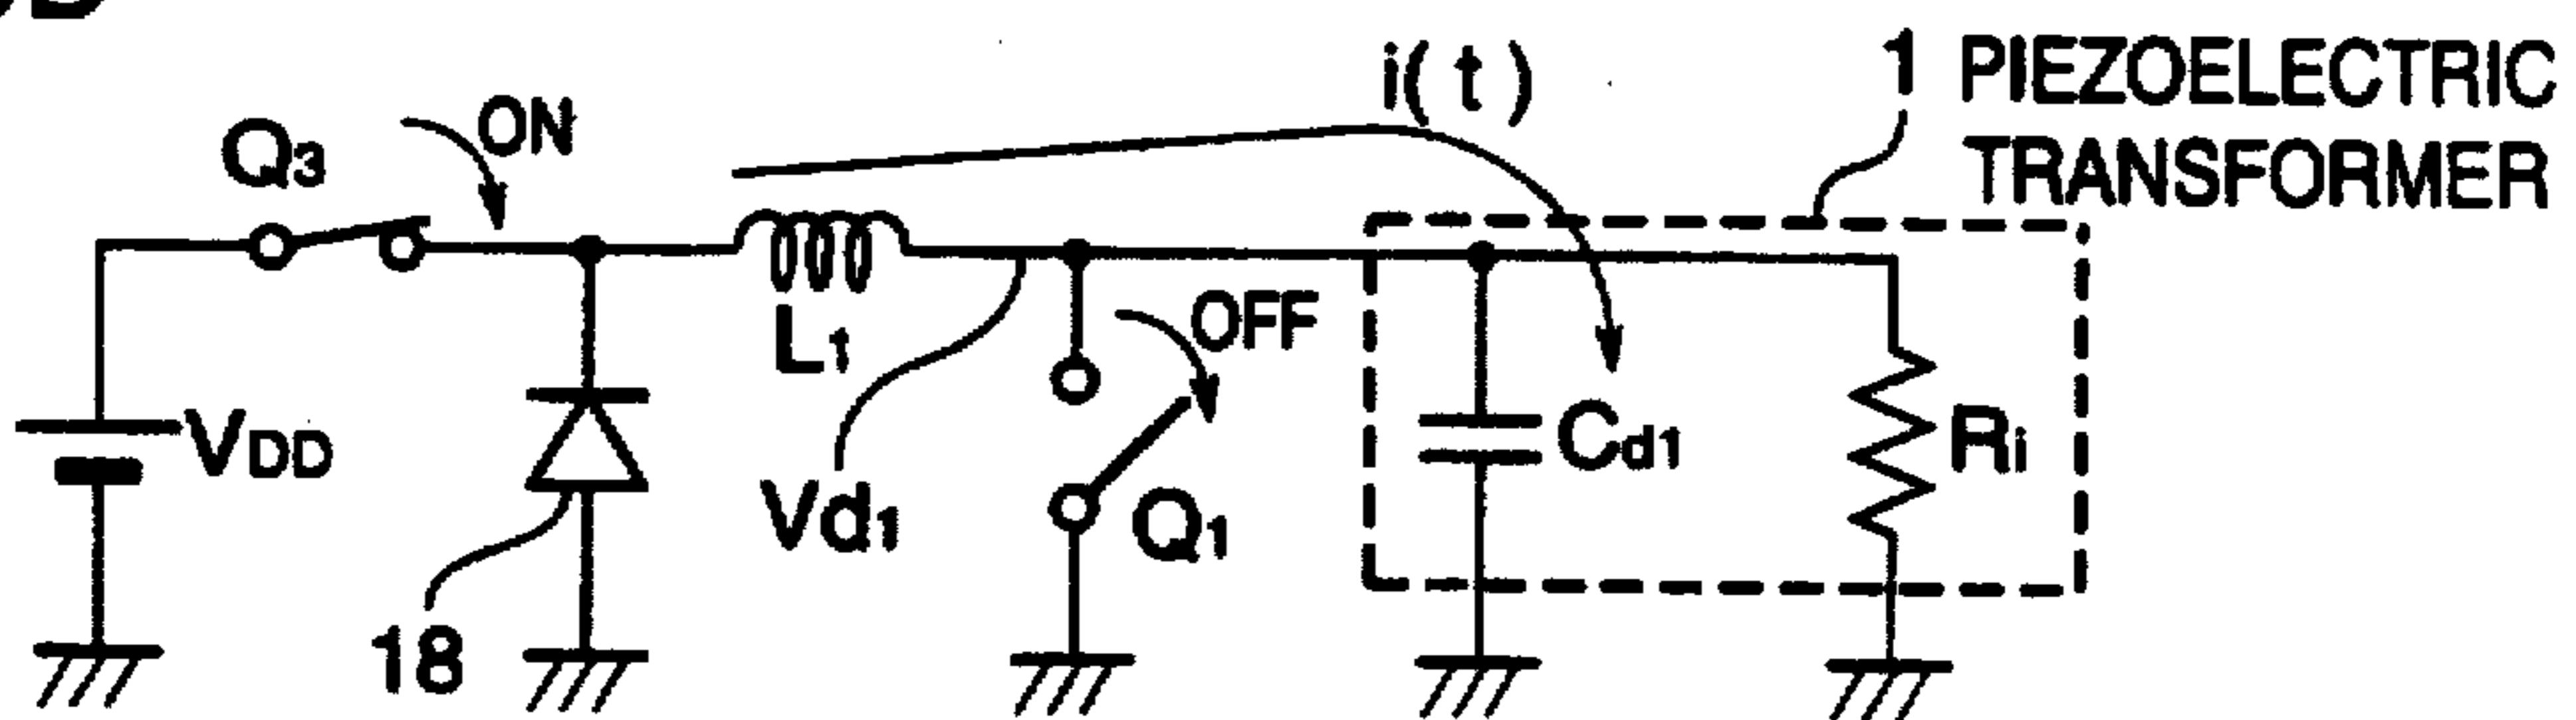 i( t )
1 PIEZOELECTRIC
TRANSFORMER
Q3
ON
L1
OFF
VDD
Vd1
Q1
Cd1
Ri
18